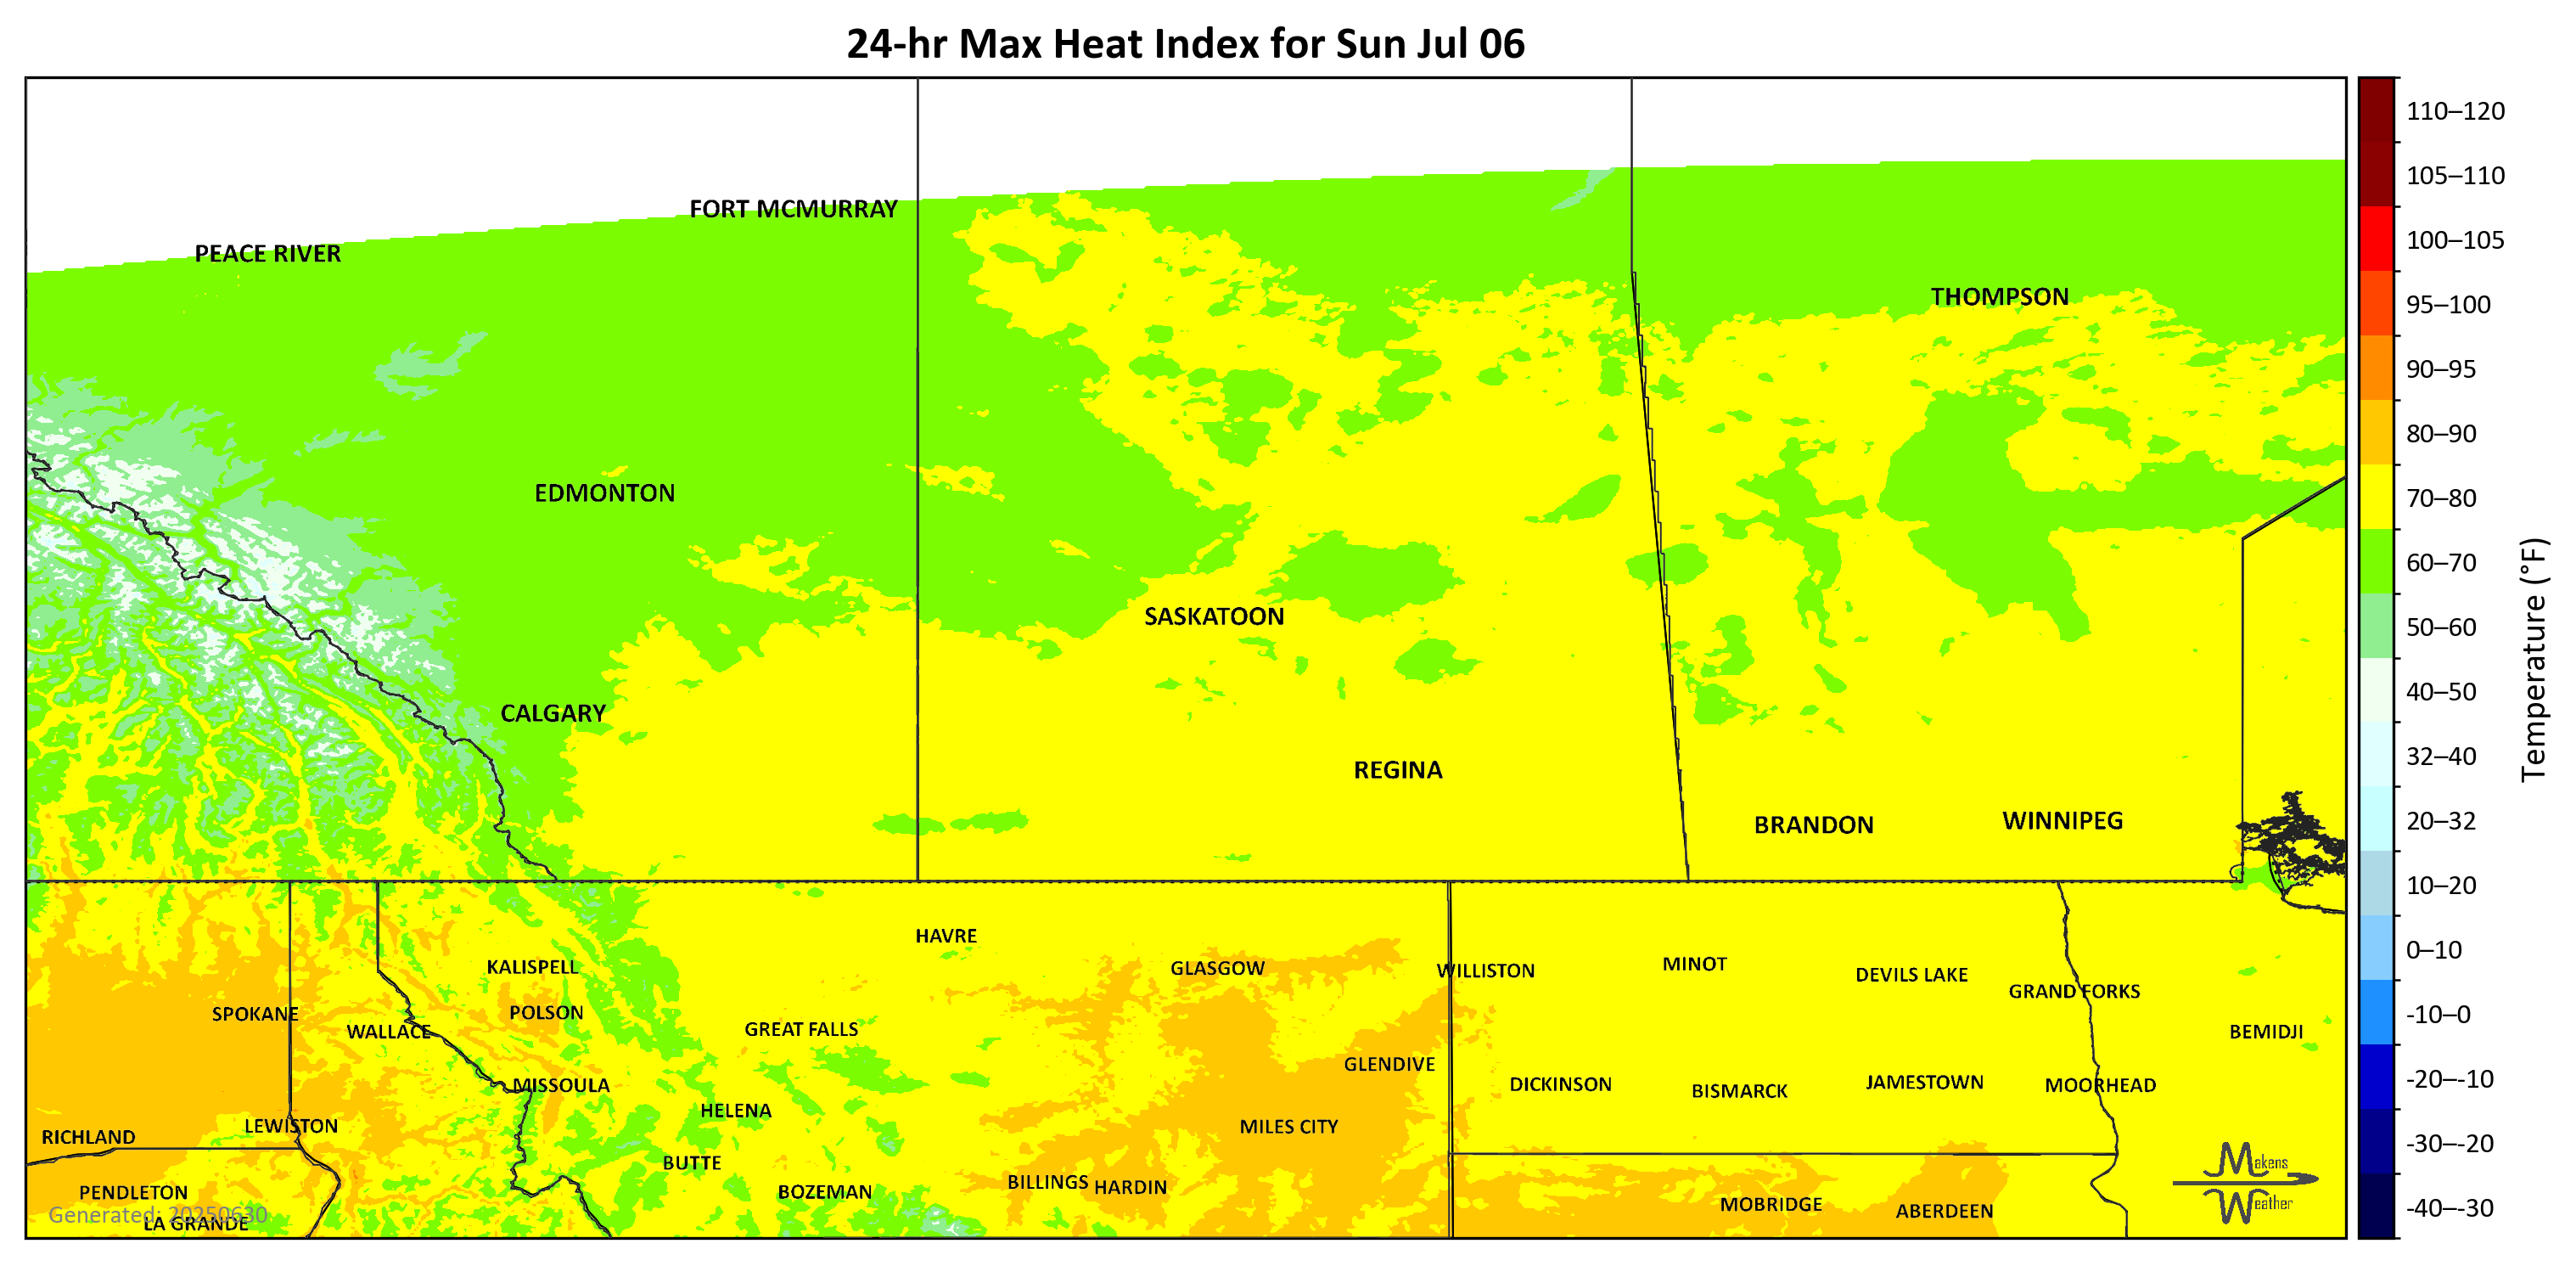 24-hr Max Heat Index for Sun Jul 06
FORT MCMURRAY
PEACE RIVER
THOMPSON
EDMONTON
SASKATOON
CALGARY
REGINA
BRANDON
WINNIPEG
HAVRE
KALISPELL
GLASGOW
WILLISTON
MINOT
DEVILS LAKE
GRAND FORKS
SPOKANE
POLSON
WALLACE
GREAT FALLS
BEMIDJI
GLENDIVE
MISSOULA
DICKINSON
BISMARCK
JAMESTOWN
MOORHEAD
HELENA
LEWISTON
MILES CITY
RICHLAND
BUTTE
BILLINGS
HARDIN
PENDLETON
BOZEMAN
MOBRIDGE
ABERDEEN
Generated: 20250630
LA GRANDE
Makens
Weather
110–120
105–110
100–105
95–100
90–95
80–90
70–80
60–70
50–60
40–50
32–40
20–32
10–20
0–10
-10–0
-20–-10
-30–-20
-40–-30
Temperature (°F)